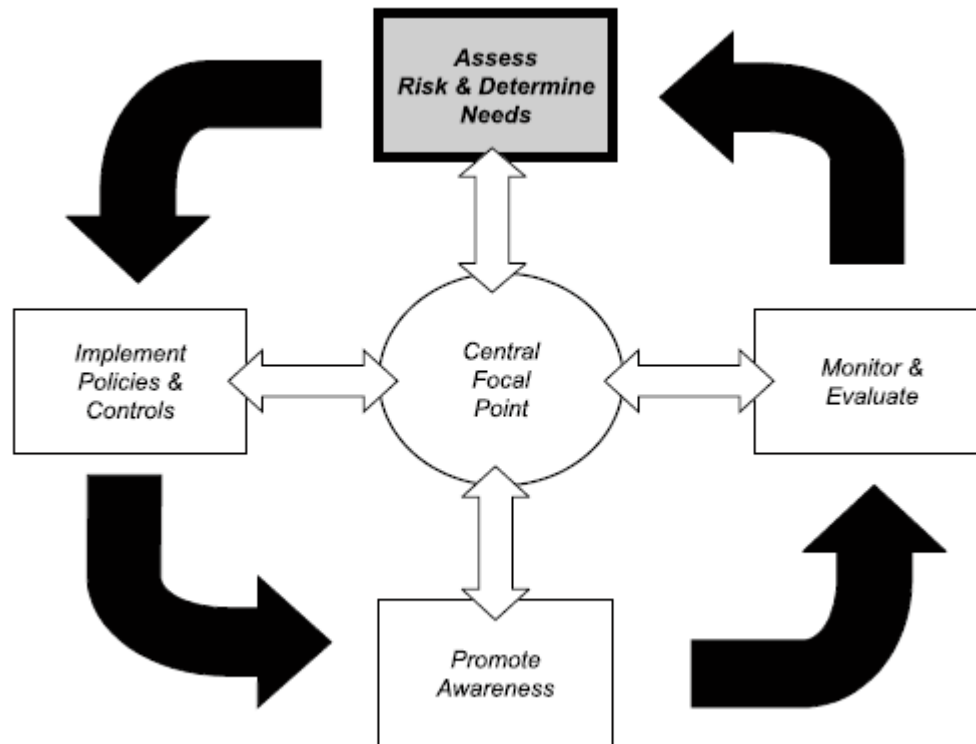 Assess
Risk & Determine
Needs
Implement
Policies &
Controls
Central
Focal
Point
Monitor &
Evaluate
Promote
Awareness